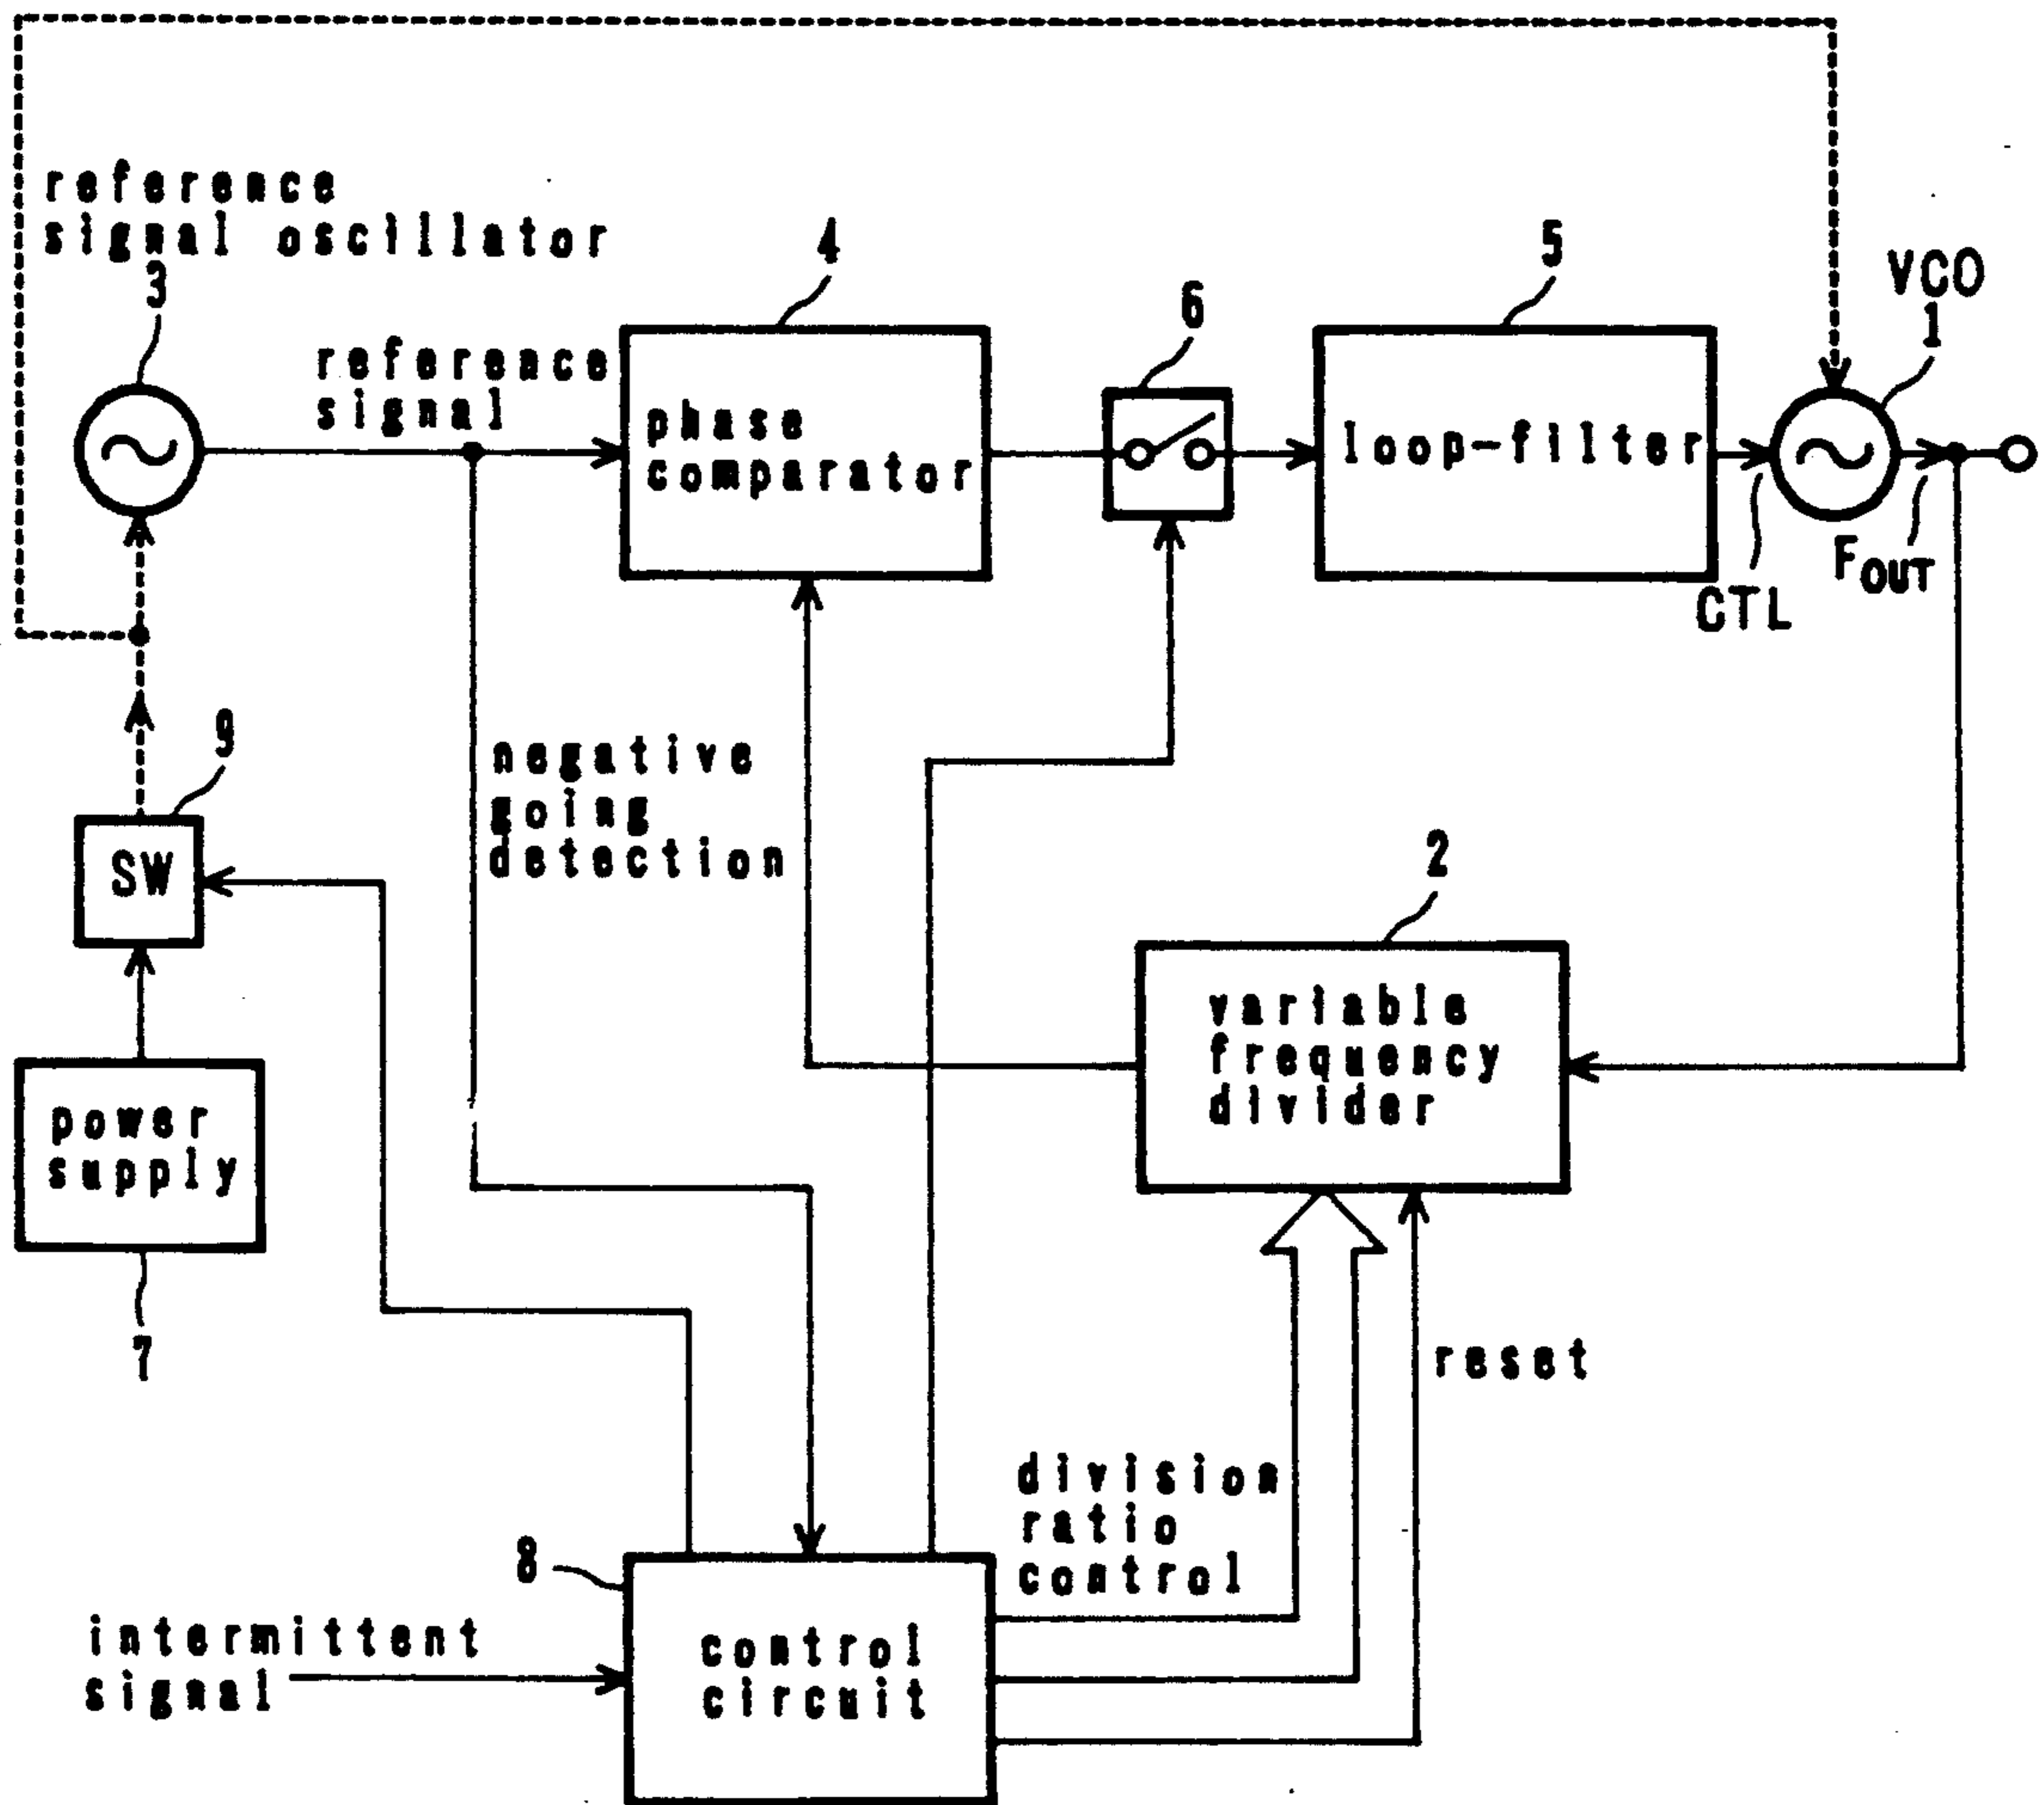 reference
signal oscillator
3
reference
signal
4
phase
comparator
6
5
loop-filter
VCO
1
CTL
FOUT
9
SW
negative
going
detection
2
variable
frequency
divider
power
supply
7
reset
division
ratio
control
8
intermittent
signal
control
circuit